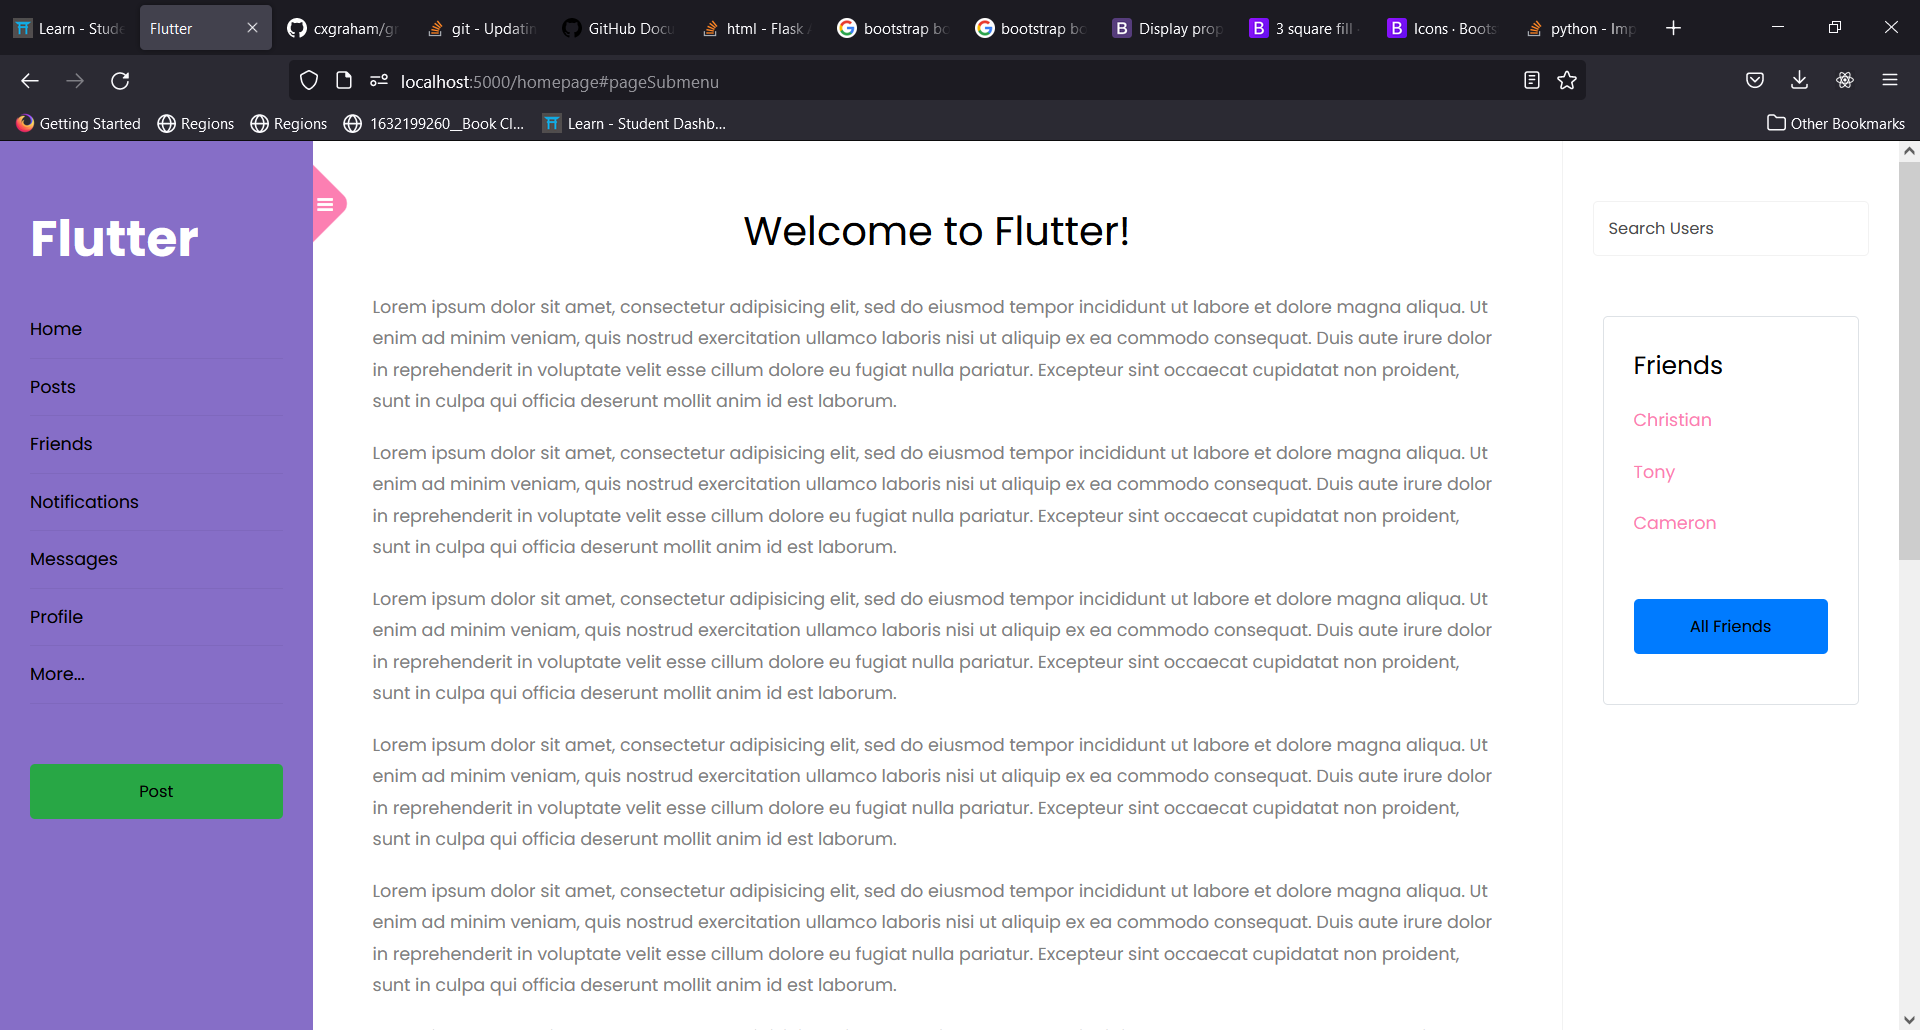 Learn - Stude
Flutter
cxgraham/gr
git - Updatin
GitHub Docu
html - Flask
bootstrap bo
bootstrap bo
Display prop
3 square fill
Icons · Boots
python - Imp
localhost:5000/homepage#pageSubmenu
Getting Started
Regions
Regions
1632199260__Book Cl...
Learn - Student Dashb...
Other Bookmarks
Flutter
Home
Posts
Friends
Notifications
Messages
Profile
More...
Post
Welcome to Flutter!
Lorem ipsum dolor sit amet, consectetur adipisicing elit, sed do eiusmod tempor incididunt ut labore et dolore magna aliqua. Ut
enim ad minim veniam, quis nostrud exercitation ullamco laboris nisi ut aliquip ex ea commodo consequat. Duis aute irure dolor
in reprehenderit in voluptate velit esse cillum dolore eu fugiat nulla pariatur. Excepteur sint occaecat cupidatat non proident,
sunt in culpa qui officia deserunt mollit anim id est laborum.
Lorem ipsum dolor sit amet, consectetur adipisicing elit, sed do eiusmod tempor incididunt ut labore et dolore magna aliqua. Ut
enim ad minim veniam, quis nostrud exercitation ullamco laboris nisi ut aliquip ex ea commodo consequat. Duis aute irure dolor
in reprehenderit in voluptate velit esse cillum dolore eu fugiat nulla pariatur. Excepteur sint occaecat cupidatat non proident,
sunt in culpa qui officia deserunt mollit anim id est laborum.
Lorem ipsum dolor sit amet, consectetur adipisicing elit, sed do eiusmod tempor incididunt ut labore et dolore magna aliqua. Ut
enim ad minim veniam, quis nostrud exercitation ullamco laboris nisi ut aliquip ex ea commodo consequat. Duis aute irure dolor
in reprehenderit in voluptate velit esse cillum dolore eu fugiat nulla pariatur. Excepteur sint occaecat cupidatat non proident,
sunt in culpa qui officia deserunt mollit anim id est laborum.
Lorem ipsum dolor sit amet, consectetur adipisicing elit, sed do eiusmod tempor incididunt ut labore et dolore magna aliqua. Ut
enim ad minim veniam, quis nostrud exercitation ullamco laboris nisi ut aliquip ex ea commodo consequat. Duis aute irure dolor
in reprehenderit in voluptate velit esse cillum dolore eu fugiat nulla pariatur. Excepteur sint occaecat cupidatat non proident,
sunt in culpa qui officia deserunt mollit anim id est laborum.
Lorem ipsum dolor sit amet, consectetur adipisicing elit, sed do eiusmod tempor incididunt ut labore et dolore magna aliqua. Ut
enim ad minim veniam, quis nostrud exercitation ullamco laboris nisi ut aliquip ex ea commodo consequat. Duis aute irure dolor
in reprehenderit in voluptate velit esse cillum dolore eu fugiat nulla pariatur. Excepteur sint occaecat cupidatat non proident,
sunt in culpa qui officia deserunt mollit anim id est laborum.
Search Users
Friends
Christian
Tony
Cameron
All Friends